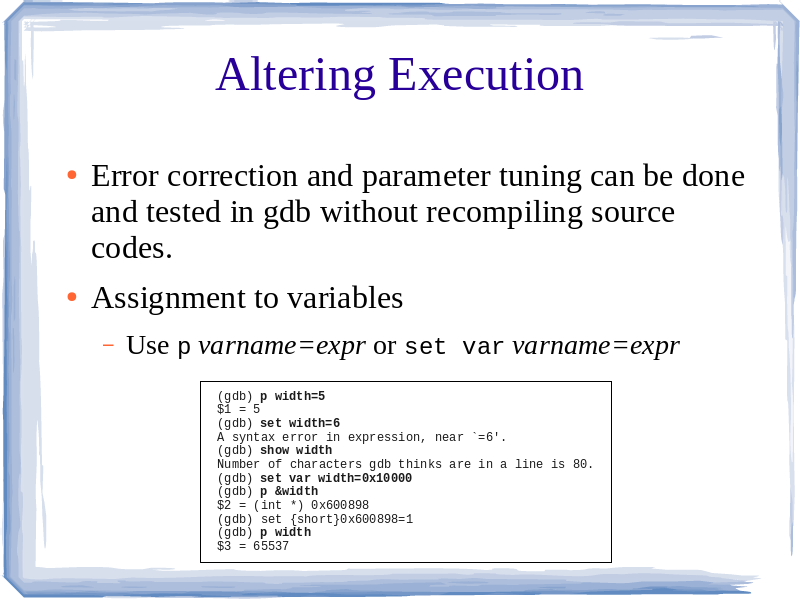 Altering Execution
• Error correction and parameter tuning can be done
and tested in gdb without recompiling source
codes.
• Assignment to variables
– Use p varname=expr or set var varname=expr
(gdb) p width=5
$1 = 5
(gdb) set width=6
A syntax error in expression, near `=6'.
(gdb) show width
Number of characters gdb thinks are in a line is 80.
(gdb) set var width=0x10000
(gdb) p &width
$2 = (int *) 0x600898
(gdb) set {short}0x600898=1
(gdb) p width
$3 = 65537